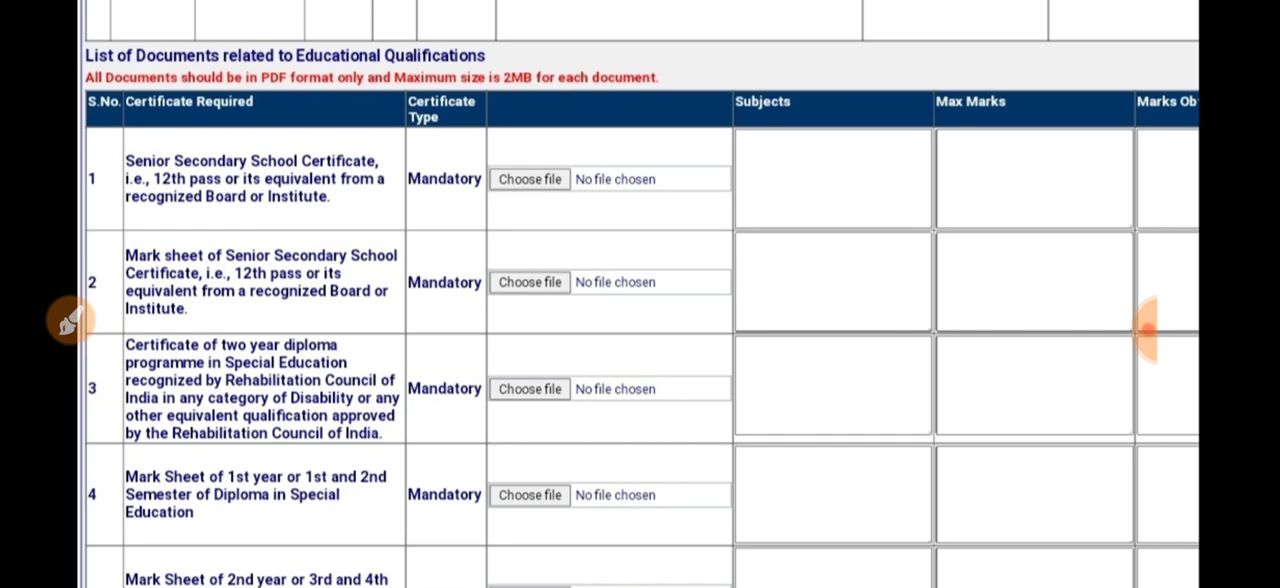 List of Documents related to Educational Qualifications
All Documents should be in PDF format only and Maximum size is 2MB for each document.
S.No. Certificate Required Certificate Type Subjects Max Marks Marks Ob
1 Senior Secondary School Certificate,
i.e., 12th pass or its equivalent from a
recognized Board or Institute.
Mandatory Choose file No file chosen
2 Mark sheet of Senior Secondary School
Certificate, i.e., 12th pass or its
equivalent from a recognized Board or
Institute.
Mandatory Choose file No file chosen
3 Certificate of two year diploma
programme in Special Education
recognized by Rehabilitation Council of
India in any category of Disability or any
other equivalent qualification approved
by the Rehabilitation Council of India.
Mandatory Choose file No file chosen
4 Mark Sheet of 1st year or 1st and 2nd
Semester of Diploma in Special
Education
Mandatory Choose file No file chosen
Mark Sheet of 2nd year or 3rd and 4th